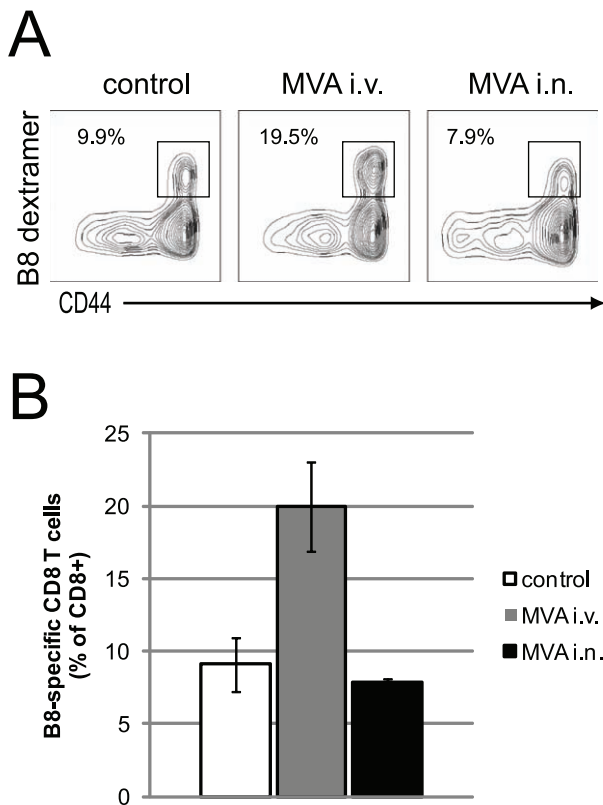 A
control MVA i.v. MVA i.n.
9.9% 19.5% 7.9%
B8 dextramer
CD44
B
B8-specific CD8 T cells
(% of CD8+)
25
20
15
10
5
0
control
MVA i.v.
MVA i.n.